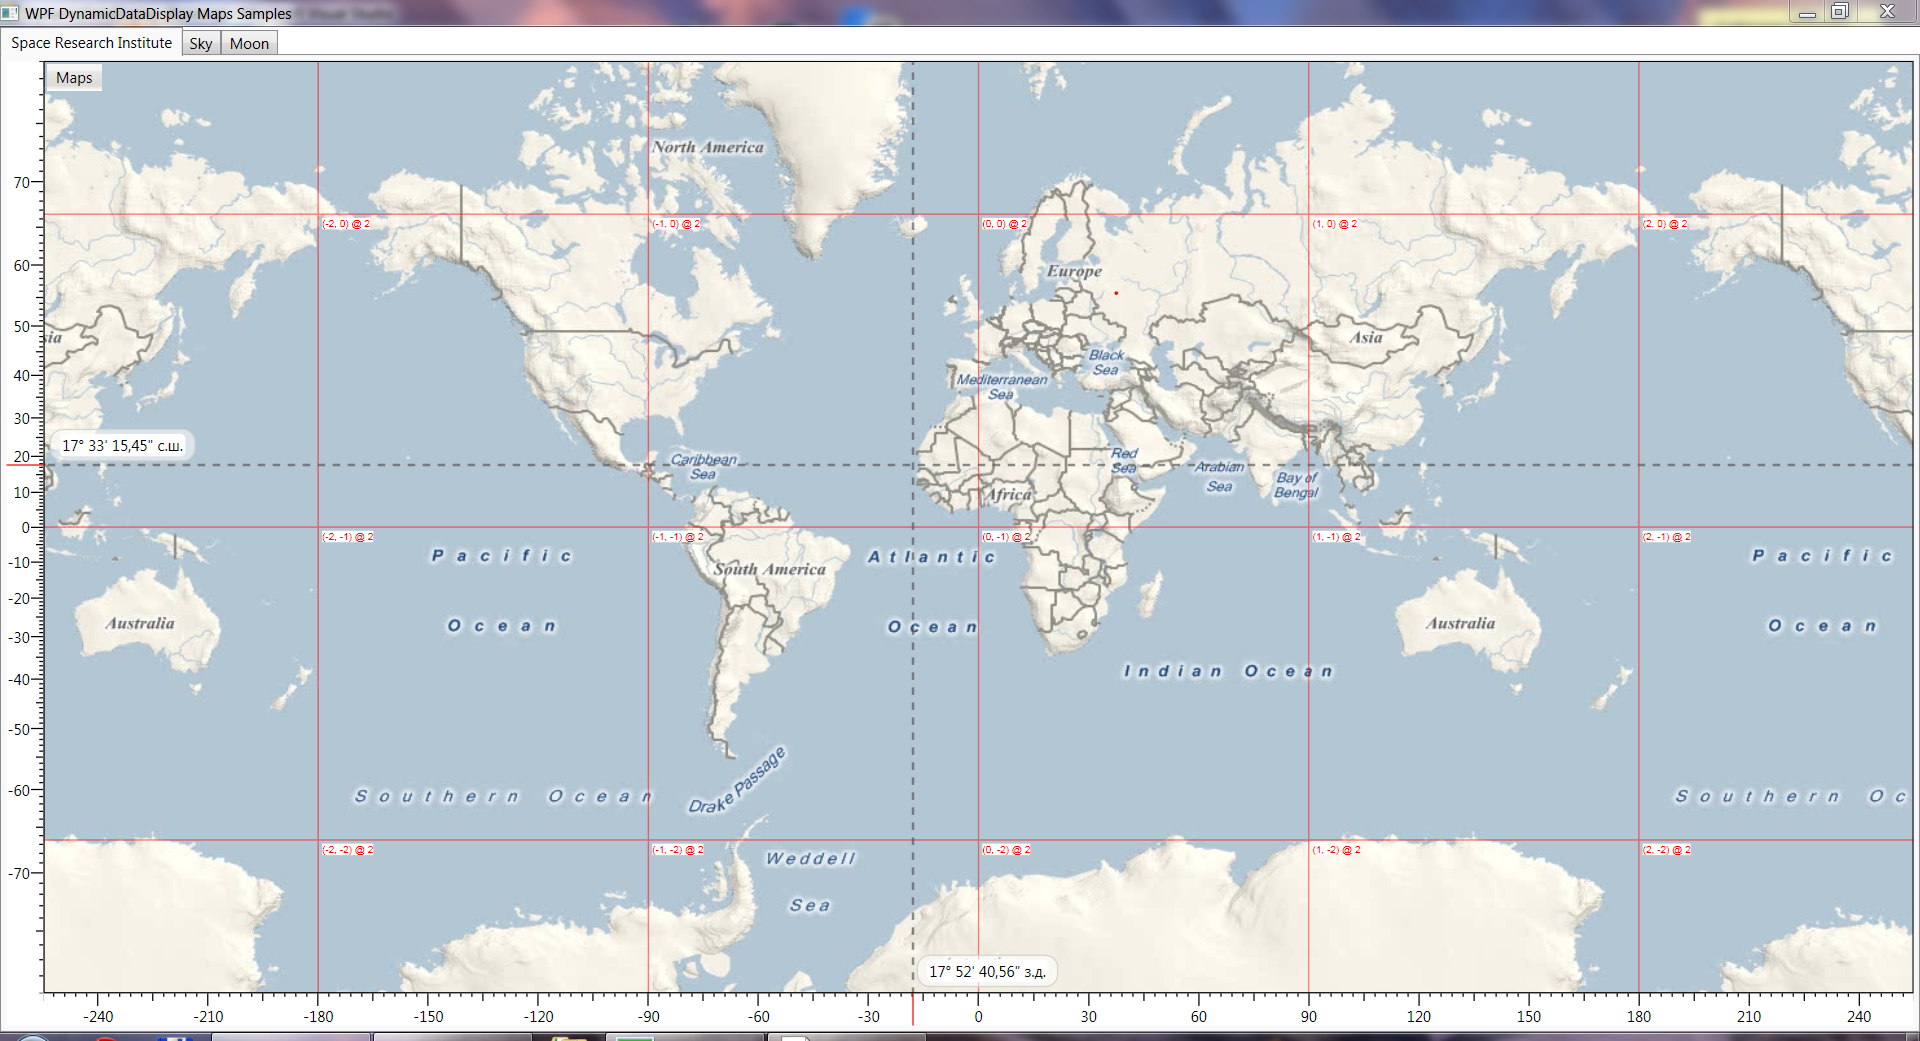 WPF DynamicDataDisplay Maps Samples
Space Research Institute Sky Moon
Maps
North America
70
(-2, 0) @ 2 (-1, 0) @ 2 (0, 0) @ 2 (1, 0) @ 2 (2, 0) @ 2
60
Europe
50
sia
Asia
Black
Sea
40
Mediterranean
Sea
30
17° 33' 15,45" с.ш.
20
Caribbean
Sea
Red
Sea
Arabian
Sea
Bay of
Bengal
10
Africa
0
(-2, -1) @ 2 (-1, -1) @ 2 (0, -1) @ 2 (1, -1) @ 2 (2, -1) @ 2
Pacific
Atlantic
Pacific
-10
South America
-20
Australia
Australia
Ocean
Ocean
Ocean
-30
Indian Ocean
-40
-50
Drake Passage
-60
Southern Ocean
Southern Oc
(-2, -2) @ 2 (-1, -2) @ 2 (0, -2) @ 2 (1, -2) @ 2 (2, -2) @ 2
Weddell
Sea
-70
17° 52' 40,56" з.д.
-240 -210 -180 -150 -120 -90 -60 -30 0 30 60 90 120 150 180 210 240